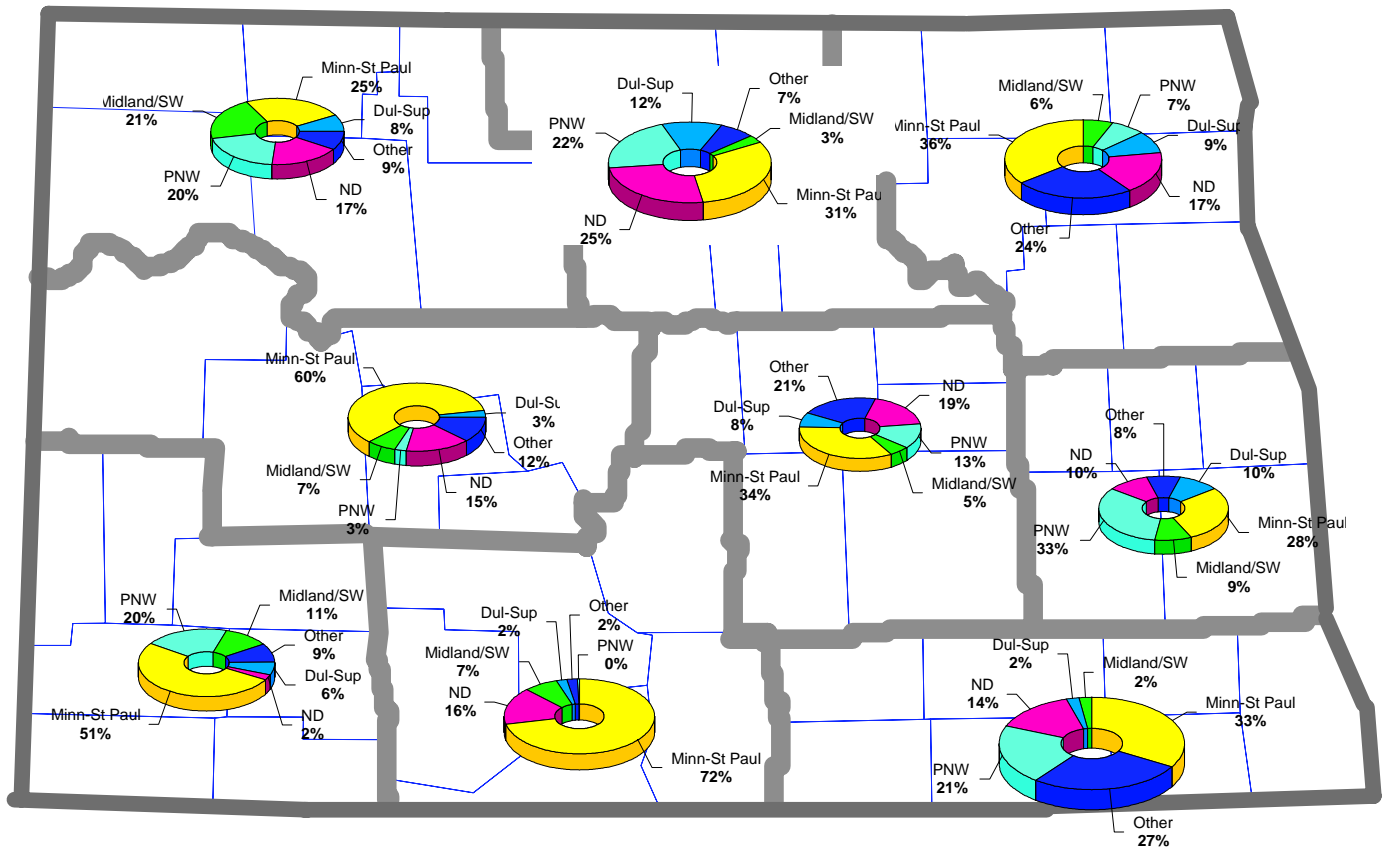 Minn-St Paul
25%
Dul-Sup
8%
Other
9%
ND
17%
PNW
20%
Midland/SW
21%
Dul-Sup
12%
Other
7%
Midland/SW
3%
Minn-St Pau
31%
ND
25%
PNW
22%
Midland/SW
6%
PNW
7%
Dul-Sup
9%
ND
17%
Other
24%
Minn-St Paul
36%
Minn-St Paul
60%
Dul-Su
3%
Other
12%
ND
15%
PNW
3%
Midland/SW
7%
Other
21%
ND
19%
PNW
13%
Midland/SW
5%
Minn-St Paul
34%
Dul-Sup
8%
Other
8%
Dul-Sup
10%
Minn-St Paul
28%
Midland/SW
9%
PNW
33%
ND
10%
PNW
20%
Midland/SW
11%
Other
9%
Dul-Sup
6%
ND
2%
Minn-St Paul
51%
Dul-Sup
2%
Other
2%
PNW
0%
Midland/SW
7%
ND
16%
Minn-St Paul
72%
Dul-Sup
2%
Midland/SW
2%
Minn-St Paul
33%
ND
14%
PNW
21%
Other
27%